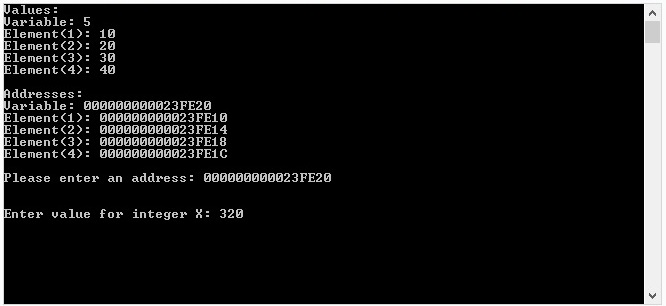 Values:
Variable: 5
Element(1): 10
Element(2): 20
Element(3): 30
Element(4): 40
Addresses:
Variable: 000000000023FE20
Element(1): 000000000023FE10
Element(2): 000000000023FE14
Element(3): 000000000023FE18
Element(4): 000000000023FE1C
Please enter an address: 000000000023FE20
Enter value for integer X: 320